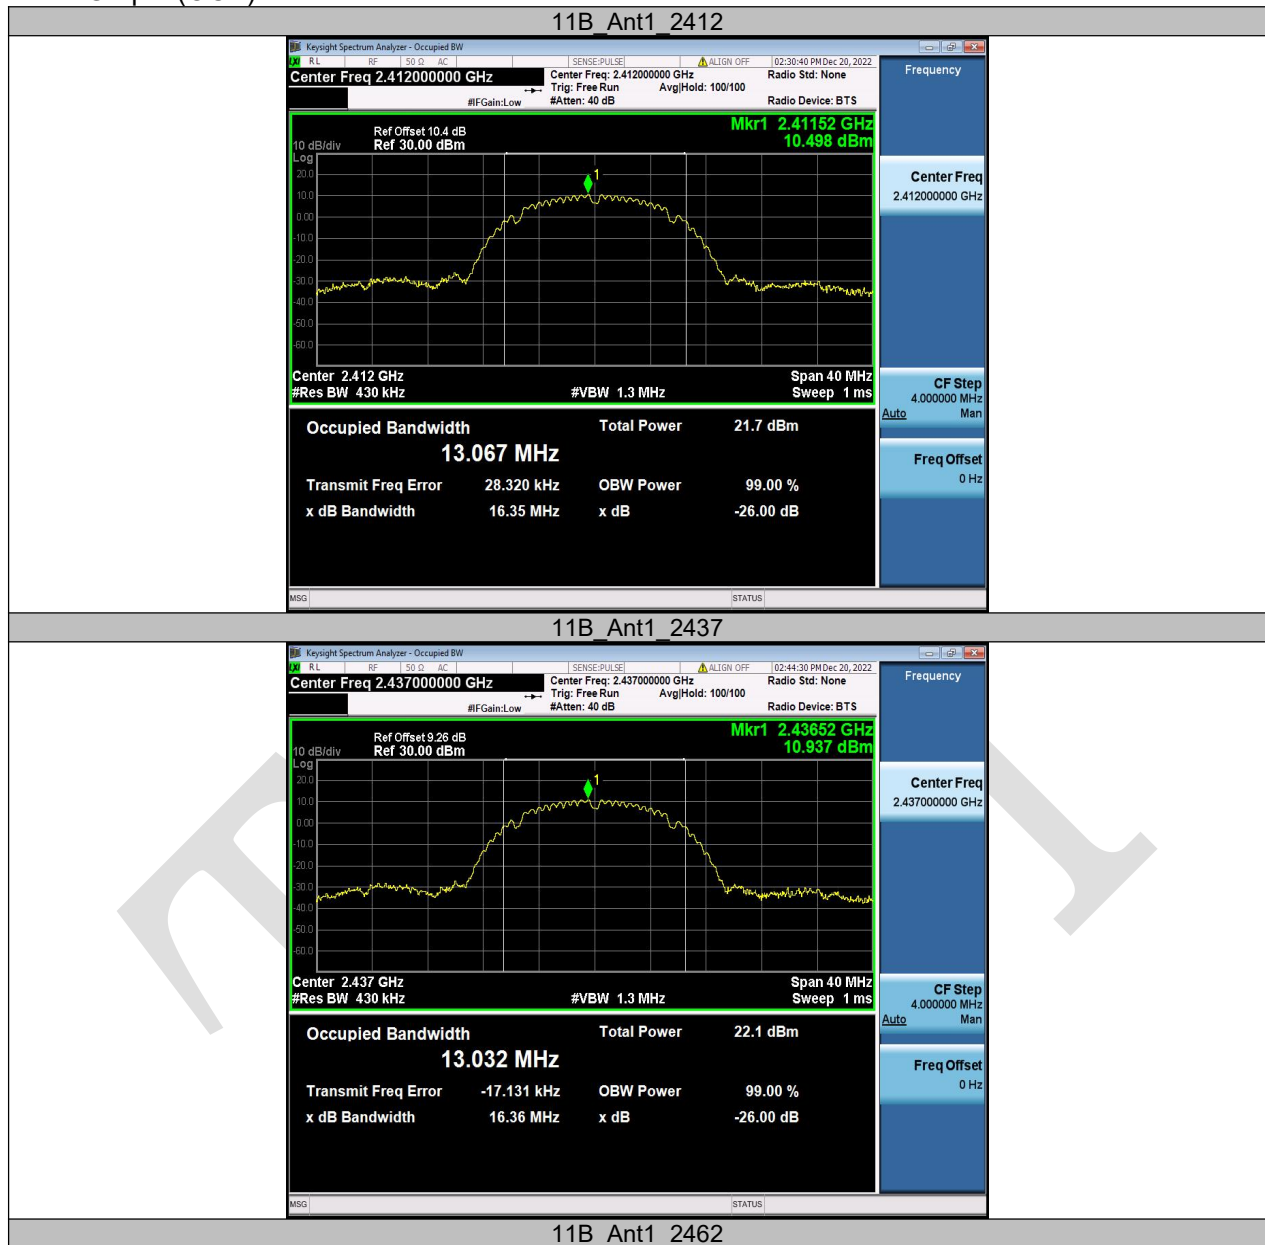 11B_Ant1_2412
Keysight Spectrum Analyzer - Occupied BW
LXI RL RF 50 Ω AC SENSE:PULSE ALIGN OFF 02:30:40 PM Dec 20, 2022
Center Freq 2.412000000 GHz Center Freq: 2.412000000 GHz Radio Std: None Frequency
Trig: Free Run Avg|Hold: 100/100
#IFGain:Low #Atten: 40 dB Radio Device: BTS
Mkr1 2.41152 GHz
Ref Offset 10.4 dB
10 dB/div Ref 30.00 dBm 10.498 dBm
Log
20.0
1
Center Freq
2.412000000 GHz
10.0
0.00
-10.0
-20.0
-30.0
-40.0
-50.0
-60.0
Center 2.412 GHz Span 40 MHz
#Res BW 430 kHz #VBW 1.3 MHz Sweep 1 ms
CF Step
4.000000 MHz
Auto Man
Occupied Bandwidth Total Power 21.7 dBm
13.067 MHz
Freq Offset
0 Hz
Transmit Freq Error 28.320 kHz OBW Power 99.00 %
x dB Bandwidth 16.35 MHz x dB -26.00 dB
MSG STATUS
11B_Ant1_2437
Keysight Spectrum Analyzer - Occupied BW
LXI RL RF 50 Ω AC SENSE:PULSE ALIGN OFF 02:44:30 PM Dec 20, 2022
Center Freq 2.437000000 GHz Center Freq: 2.437000000 GHz Radio Std: None Frequency
Trig: Free Run Avg|Hold: 100/100
#IFGain:Low #Atten: 40 dB Radio Device: BTS
Mkr1 2.43652 GHz
Ref Offset 9.26 dB
10 dB/div Ref 30.00 dBm 10.937 dBm
Log
20.0
1
Center Freq
2.437000000 GHz
10.0
0.00
-10.0
-20.0
-30.0
-40.0
-50.0
-60.0
Center 2.437 GHz Span 40 MHz
#Res BW 430 kHz #VBW 1.3 MHz Sweep 1 ms
CF Step
4.000000 MHz
Auto Man
Occupied Bandwidth Total Power 22.1 dBm
13.032 MHz
Freq Offset
0 Hz
Transmit Freq Error -17.131 kHz OBW Power 99.00 %
x dB Bandwidth 16.36 MHz x dB -26.00 dB
MSG STATUS
11B_Ant1_2462